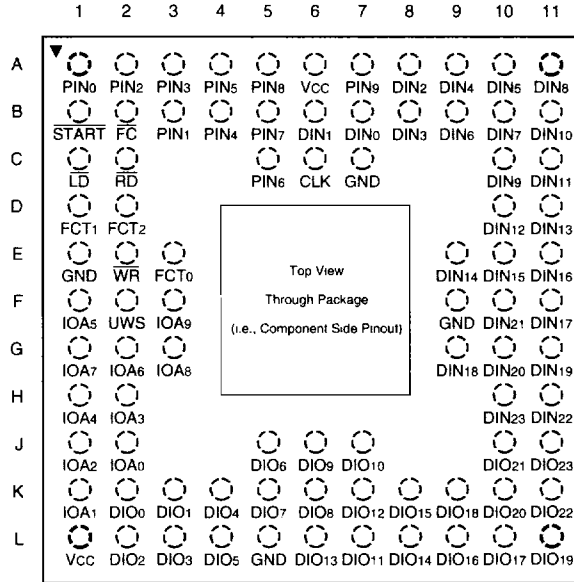 1 2 3 4 5 6 7 8 9 10 11
A
PIN0 PIN2 PIN3 PIN5 PIN8 VCC PIN9 DIN2 DIN4 DIN5 DIN8
B
START FC PIN1 PIN4 PIN7 DIN1 DIN0 DIN3 DIN6 DIN7 DIN10
C
LD RD PIN6 CLK GND DIN9 DIN11
D
FCT1 FCT2 DIN12 DIN13
E
GND WR FCT0 DIN14 DIN15 DIN16
Top View
Through Package
(i.e., Component Side Pinout)
F
IOA5 UWS IOA9 GND DIN21 DIN17
G
IOA7 IOA6 IOA8 DIN18 DIN20 DIN19
H
IOA4 IOA3 DIN23 DIN22
J
IOA2 IOA0 DIO6 DIO9 DIO10 DIO21 DIO23
K
IOA1 DIO0 DIO1 DIO4 DIO7 DIO8 DIO12 DIO15 DIO18 DIO20 DIO22
L
VCC DIO2 DIO3 DIO5 GND DIO13 DIO11 DIO14 DIO16 DIO17 DIO19